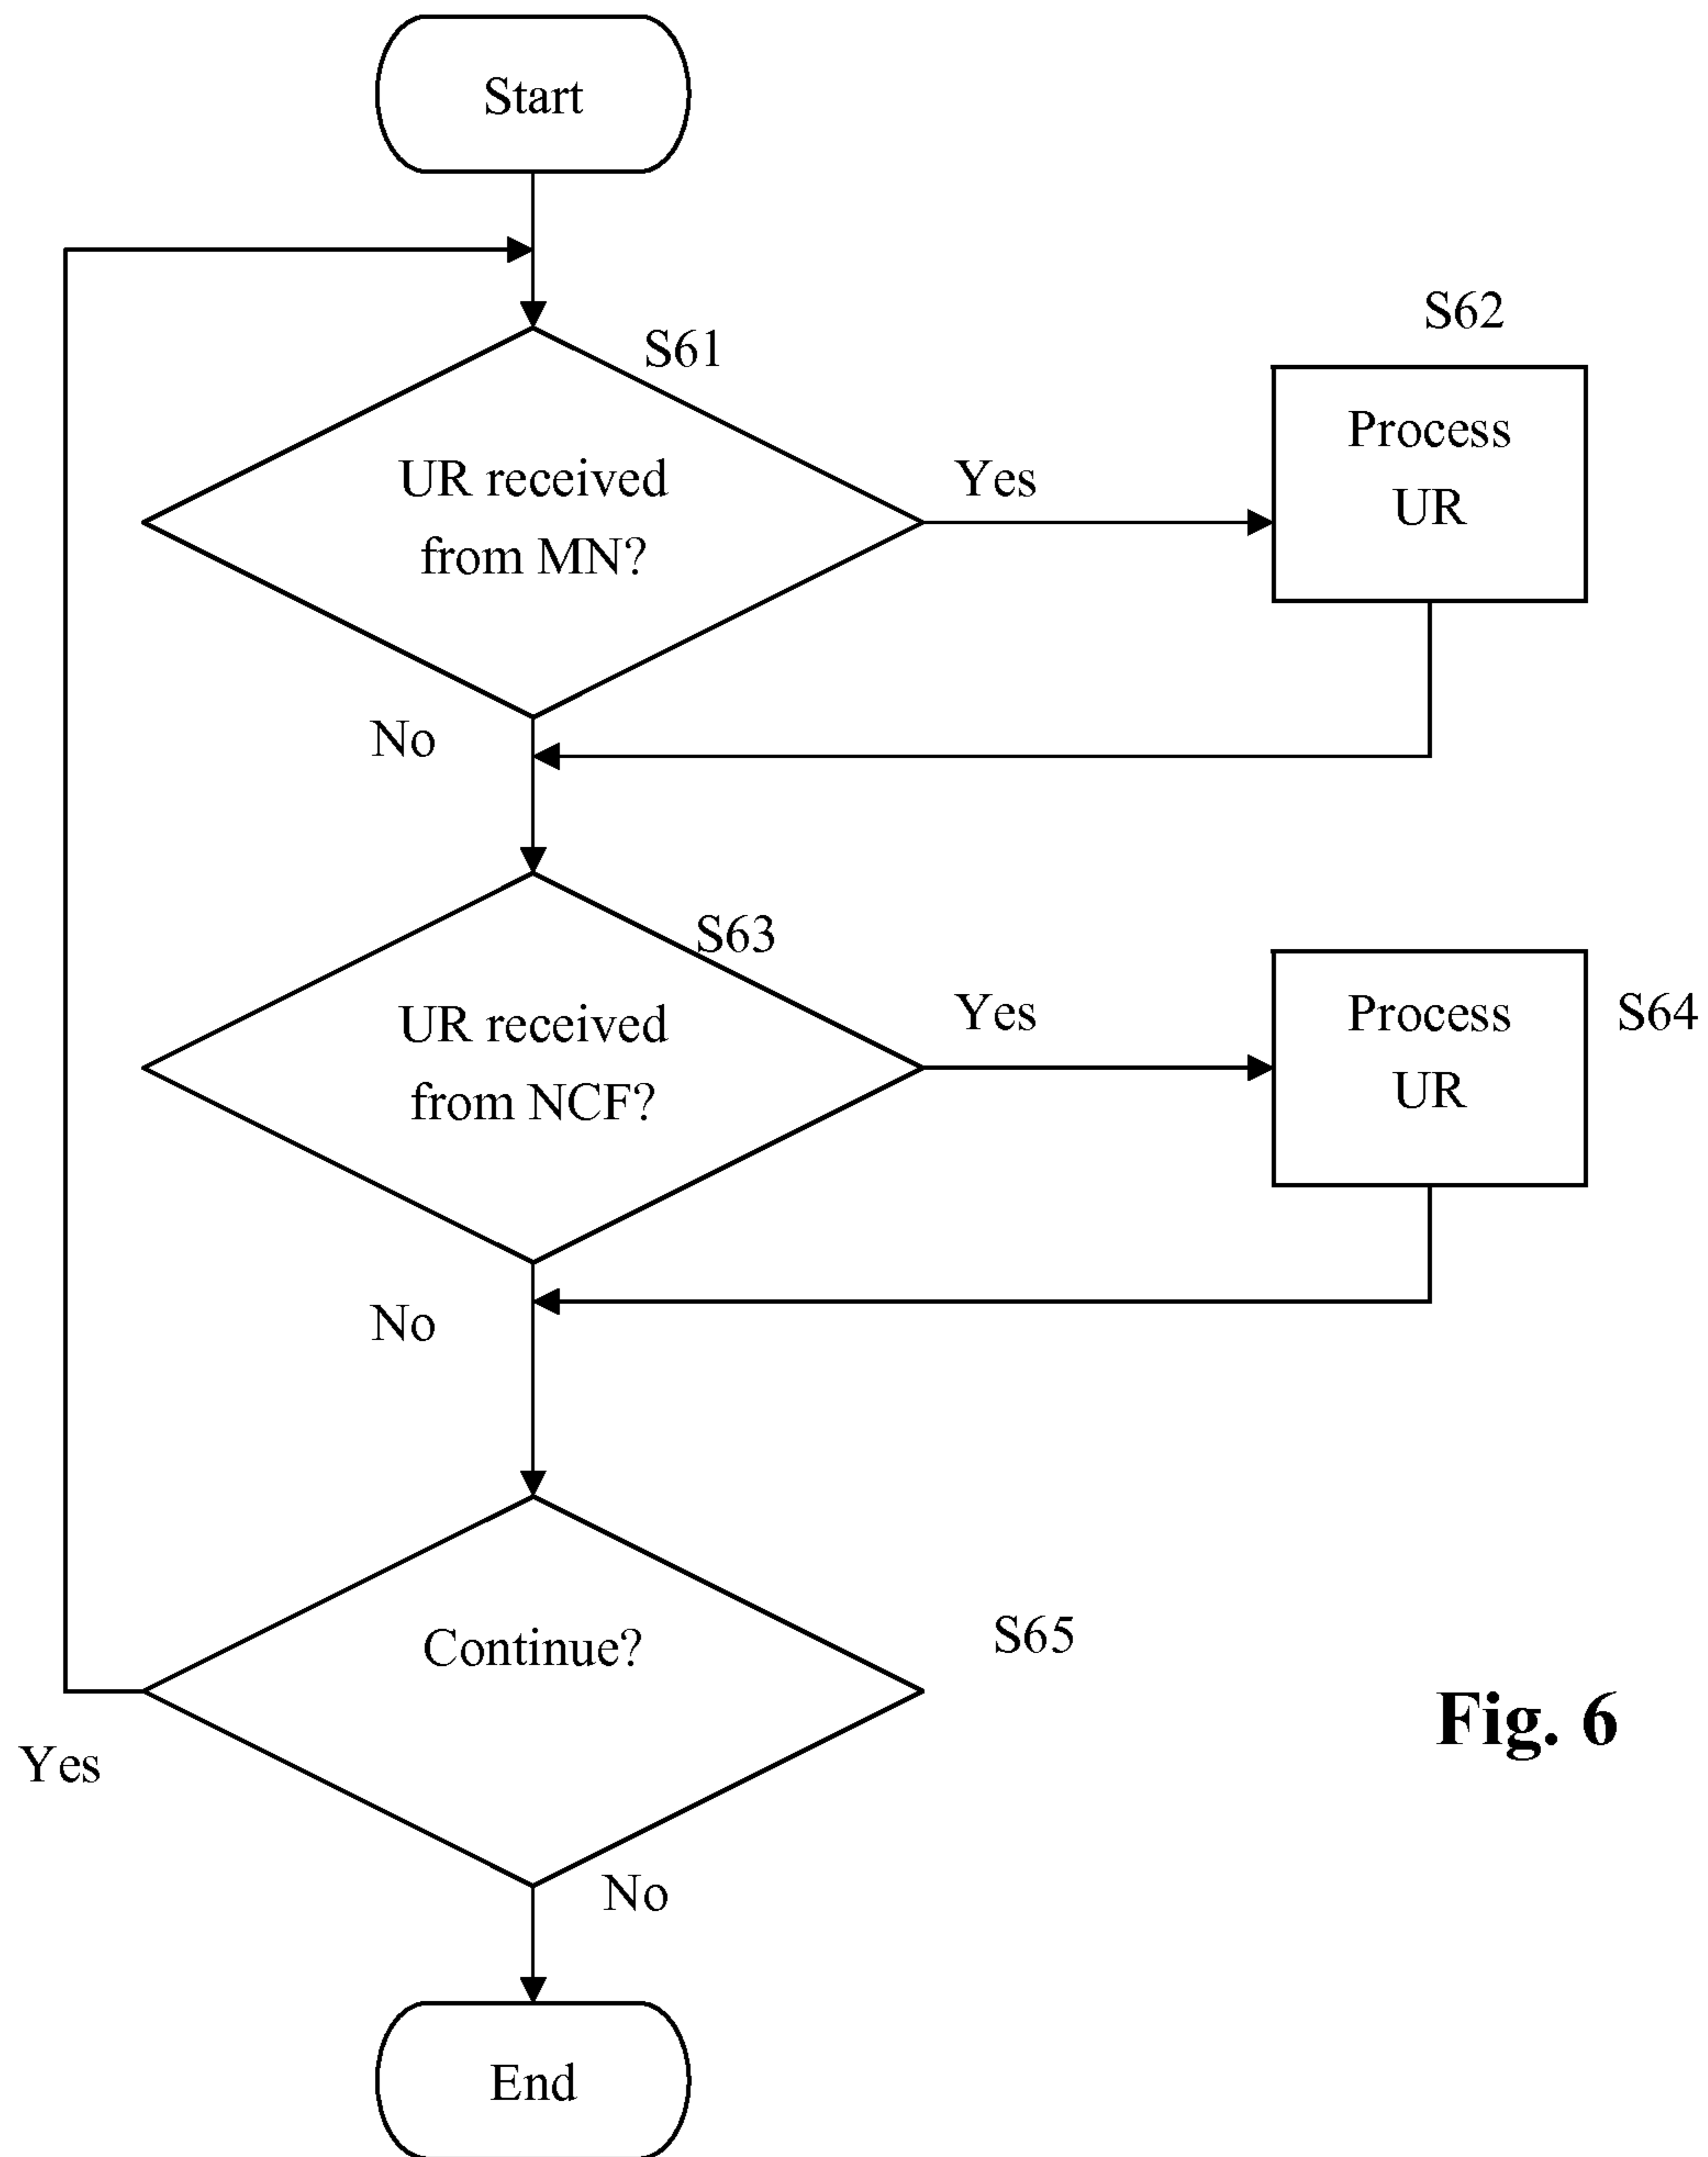 Start
S61
S62
UR received
from MN?
Yes
Process
UR
No
S63
UR received
from NCF?
Yes
Process
UR
S64
No
Continue?
S65
Yes
Fig. 6
No
End